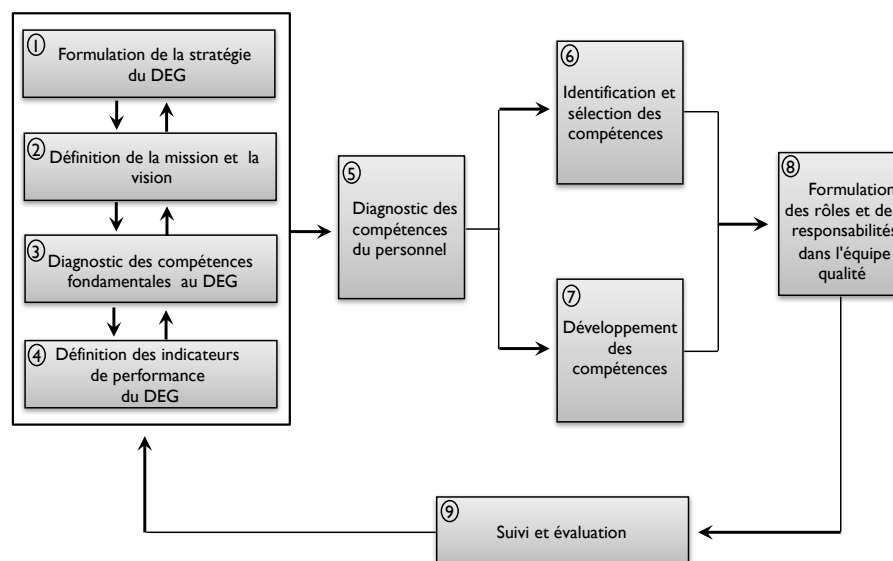 ①
Formulation de la stratégie
du DEG
②
Définition de la mission et la
vision
③
Diagnostic des compétences
fondamentales au DEG
④
Définition des indicateurs
de performance
du DEG
⑤
Diagnostic des
compétences
du personnel
⑥
Identification et
sélection des
compétences
⑦
Développement
des
compétences
⑧
Formulation
des rôles et de
responsabilités
dans l'équipe
qualité
⑨
Suivi et évaluation